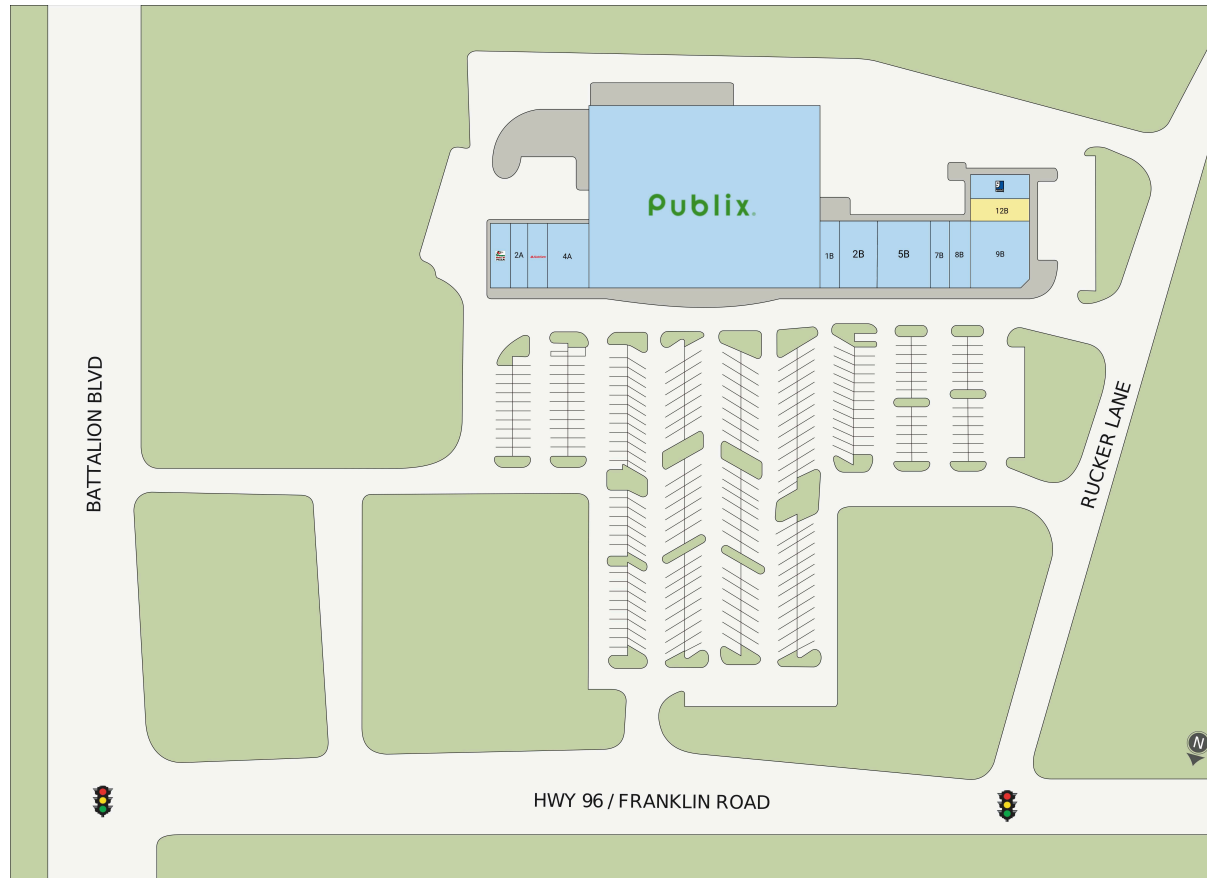 Publix.
12B
2A
4A
1B
2B
5B
7B
8B
9B
BATTALION BLVD
RUCKER LANE
N
HWY 96 / FRANKLIN ROAD